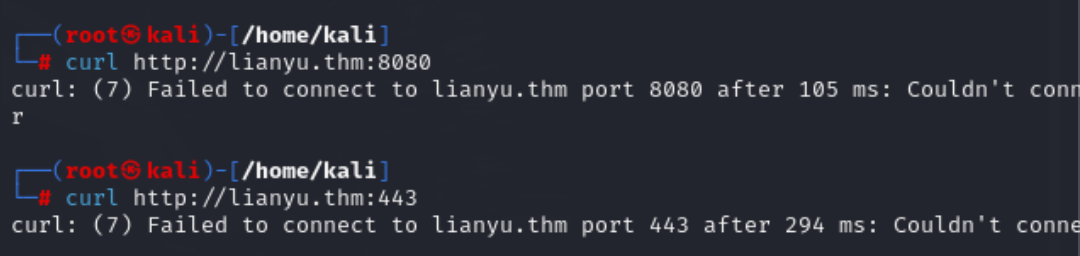 ┌──(root㉿kali)-[/home/kali]
└─# curl http://lianyu.thm:8080
curl: (7) Failed to connect to lianyu.thm port 8080 after 105 ms: Couldn't conn
r
┌──(root㉿kali)-[/home/kali]
└─# curl http://lianyu.thm:443
curl: (7) Failed to connect to lianyu.thm port 443 after 294 ms: Couldn't conne